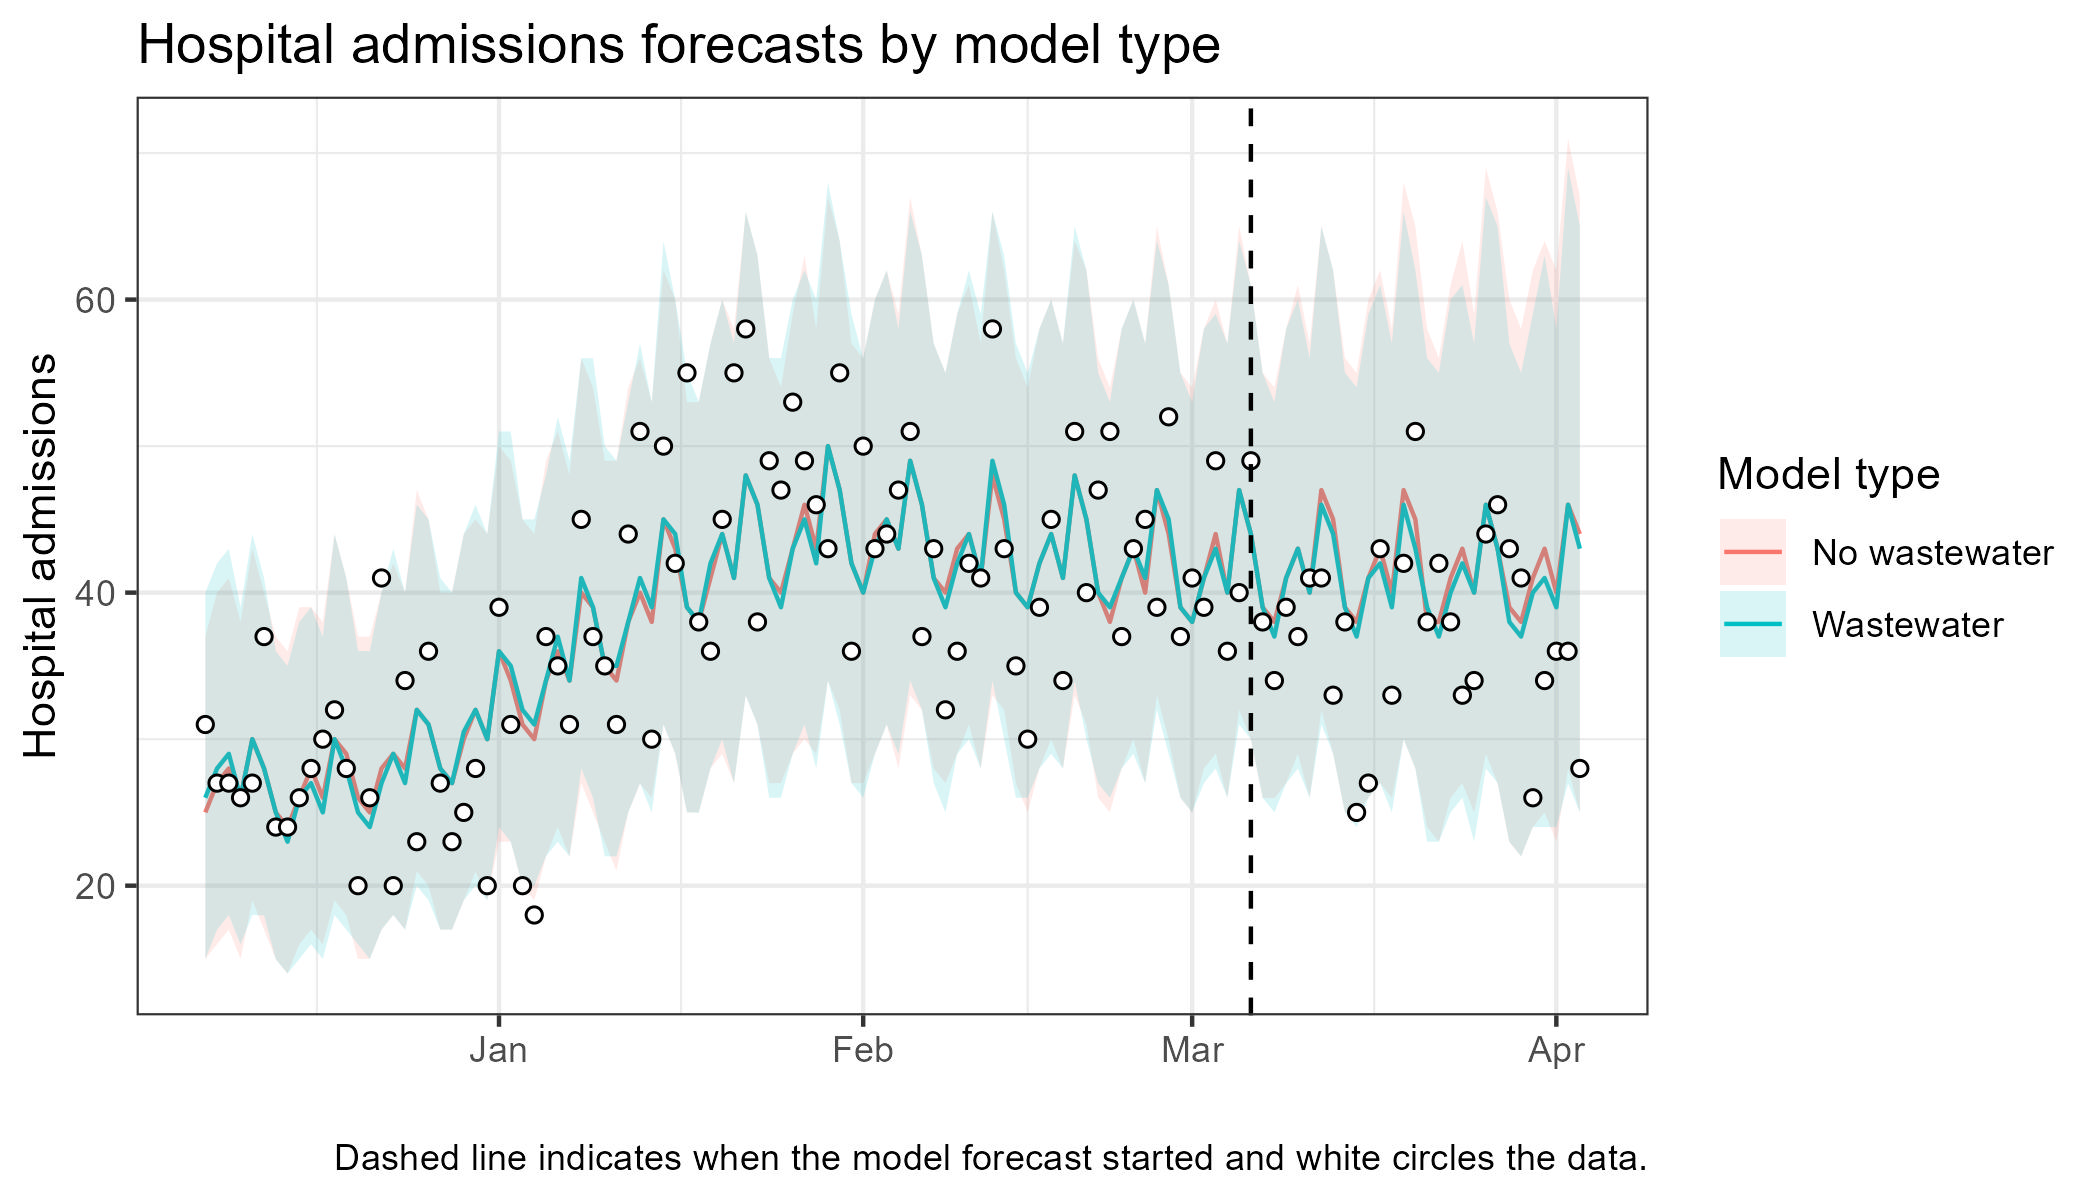 Hospital admissions forecasts by model type
Hospital admissions
60
40
20
Jan
Feb
Mar
Apr
Model type
No wastewater
Wastewater
Dashed line indicates when the model forecast started and white circles the data.